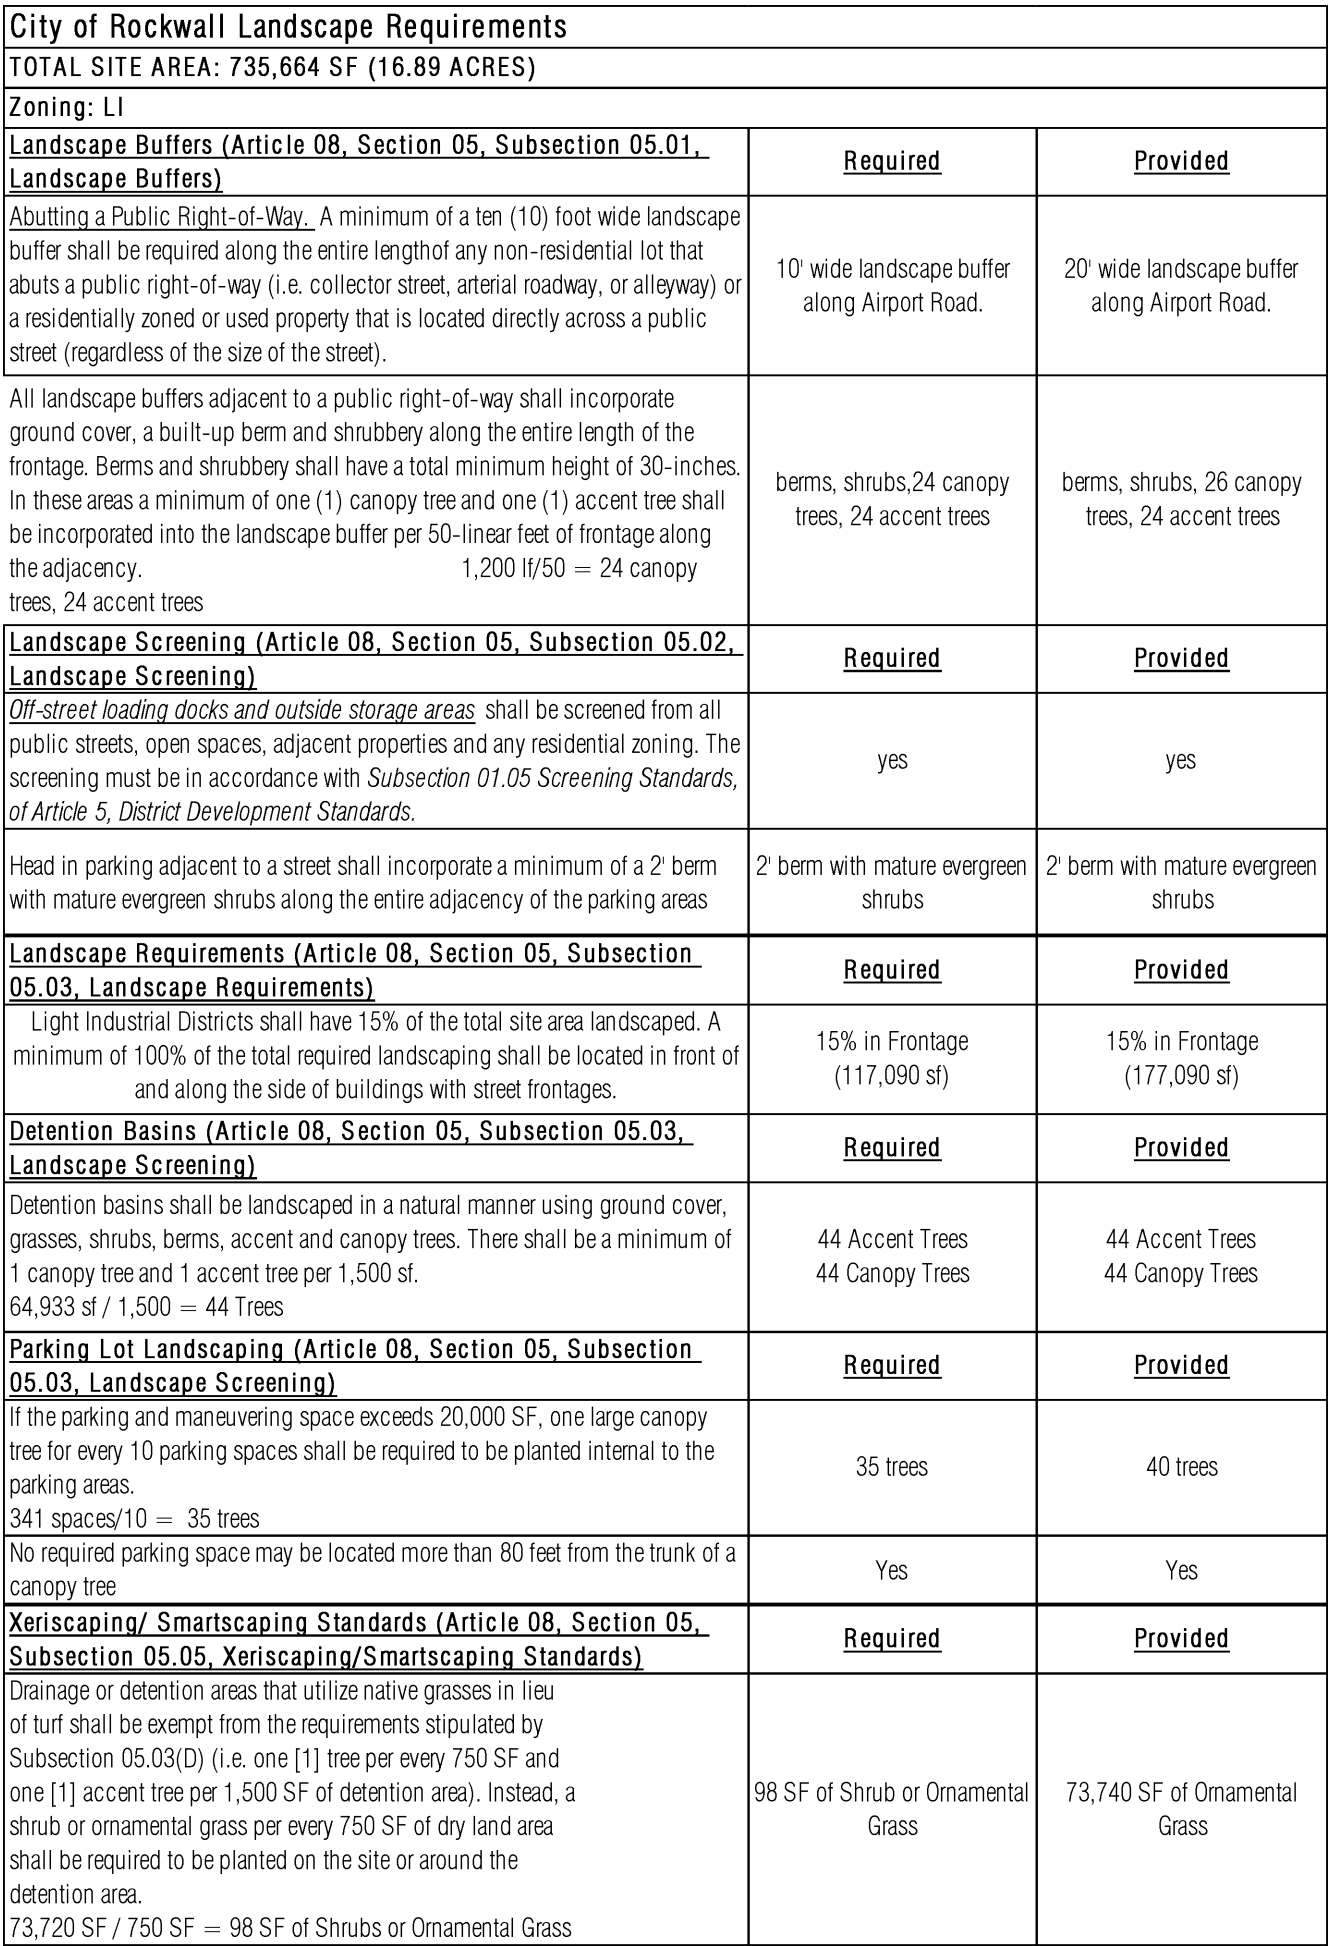 City of Rockwall Landscape Requirements
TOTAL SITE AREA: 735,664 SF (16.89 ACRES)
Zoning: LI
Landscape Buffers (Article 08, Section 05, Subsection 05.01,
Landscape Buffers)
Required
Provided
Abutting a Public Right-of-Way. A minimum of a ten (10) foot wide landscape
buffer shall be required along the entire lengthof any non-residential lot that
abuts a public right-of-way (i.e. collector street, arterial roadway, or alleyway) or
a residentially zoned or used property that is located directly across a public
street (regardless of the size of the street).
10' wide landscape buffer
along Airport Road.
20' wide landscape buffer
along Airport Road.
All landscape buffers adjacent to a public right-of-way shall incorporate
ground cover, a built-up berm and shrubbery along the entire length of the
frontage. Berms and shrubbery shall have a total minimum height of 30-inches.
In these areas a minimum of one (1) canopy tree and one (1) accent tree shall
be incorporated into the landscape buffer per 50-linear feet of frontage along
the adjacency. 1,200 lf/50 = 24 canopy
trees, 24 accent trees
berms, shrubs,24 canopy
trees, 24 accent trees
berms, shrubs, 26 canopy
trees, 24 accent trees
Landscape Screening (Article 08, Section 05, Subsection 05.02,
Landscape Screening)
Required
Provided
Off-street loading docks and outside storage areas shall be screened from all
public streets, open spaces, adjacent properties and any residential zoning. The
screening must be in accordance with Subsection 01.05 Screening Standards,
of Article 5, District Development Standards.
yes
yes
Head in parking adjacent to a street shall incorporate a minimum of a 2' berm
with mature evergreen shrubs along the entire adjacency of the parking areas
2' berm with mature evergreen
shrubs
2' berm with mature evergreen
shrubs
Landscape Requirements (Article 08, Section 05, Subsection
05.03, Landscape Requirements)
Required
Provided
Light Industrial Districts shall have 15% of the total site area landscaped. A
minimum of 100% of the total required landscaping shall be located in front of
and along the side of buildings with street frontages.
15% in Frontage
(117,090 sf)
15% in Frontage
(177,090 sf)
Detention Basins (Article 08, Section 05, Subsection 05.03,
Landscape Screening)
Required
Provided
Detention basins shall be landscaped in a natural manner using ground cover,
grasses, shrubs, berms, accent and canopy trees. There shall be a minimum of
1 canopy tree and 1 accent tree per 1,500 sf.
64,933 sf / 1,500 = 44 Trees
44 Accent Trees
44 Canopy Trees
44 Accent Trees
44 Canopy Trees
Parking Lot Landscaping (Article 08, Section 05, Subsection
05.03, Landscape Screening)
Required
Provided
If the parking and maneuvering space exceeds 20,000 SF, one large canopy
tree for every 10 parking spaces shall be required to be planted internal to the
parking areas.
341 spaces/10 = 35 trees
35 trees
40 trees
No required parking space may be located more than 80 feet from the trunk of a
canopy tree
Yes
Yes
Xeriscaping/ Smartscaping Standards (Article 08, Section 05,
Subsection 05.05, Xeriscaping/Smartscaping Standards)
Required
Provided
Drainage or detention areas that utilize native grasses in lieu
of turf shall be exempt from the requirements stipulated by
Subsection 05.03(D) (i.e. one [1] tree per every 750 SF and
one [1] accent tree per 1,500 SF of detention area). Instead, a
shrub or ornamental grass per every 750 SF of dry land area
shall be required to be planted on the site or around the
detention area.
73,720 SF / 750 SF = 98 SF of Shrubs or Ornamental Grass
98 SF of Shrub or Ornamental
Grass
73,740 SF of Ornamental
Grass